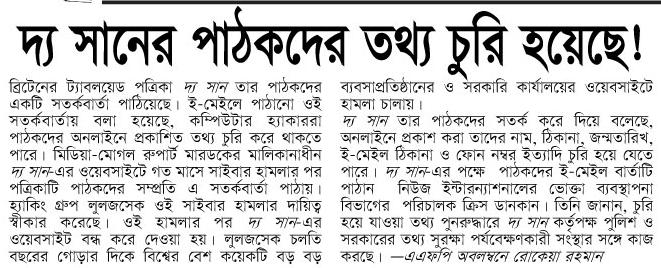 দ্য সানের পাঠকদের তথ্য চুরি হয়েছে!
ব্রিটেনের ট্যাবলয়েড পত্রিকা দ্য সান তার পাঠকদের
একটি সতর্কবার্তা পাঠিয়েছে। ই-মেইলে পাঠানো ওই
সতর্কবার্তায় বলা হয়েছে, কম্পিউটার হ্যাকাররা
পাঠকদের অনলাইনে প্রকাশিত তথ্য চুরি করে থাকতে
পারে। মিডিয়া-মোগল রুপার্ট মারডকের মালিকানাধীন
দ্য সান-এর ওয়েবসাইটে গত মাসে সাইবার হামলার পর
পত্রিকাটি পাঠকদের সম্প্রতি এ সতর্কবার্তা পাঠায়।
হ্যাকিং গ্রুপ লুলজসেক ওই সাইবার হামলার দায়িত্ব
স্বীকার করেছে। ওই হামলার পর দ্য সান-এর
ওয়েবসাইট বন্ধ করে দেওয়া হয়। লুলজসেক চলতি
বছরের গোড়ার দিকে বিশ্বের বেশ কয়েকটি বড় বড়
ব্যবসাপ্রতিষ্ঠানের ও সরকারি কার্যালয়ের ওয়েবসাইটে
হামলা চালায়।
দ্য সান তার পাঠকদের সতর্ক করে দিয়ে বলেছে,
অনলাইনে প্রকাশ করা তাদের নাম, ঠিকানা, জন্মতারিখ,
ই-মেইল ঠিকানা ও ফোন নম্বর ইত্যাদি চুরি হয়ে যেতে
পারে। দ্য সান-এর পক্ষে পাঠকদের ই-মেইল বার্তাটি
পাঠান নিউজ ইন্টারন্যাশনালের ভোক্তা ব্যবস্থাপনা
বিভাগের পরিচালক ক্রিস ডানকান। তিনি জানান, চুরি
হয়ে যাওয়া তথ্য পুনরুদ্ধারে দ্য সান কর্তৃপক্ষ পুলিশ ও
সরকারের তথ্য সুরক্ষা পর্যবেক্ষণকারী সংস্থার সঙ্গে কাজ
করছে। —এএফপি অবলম্বনে রোকেয়া রহমান